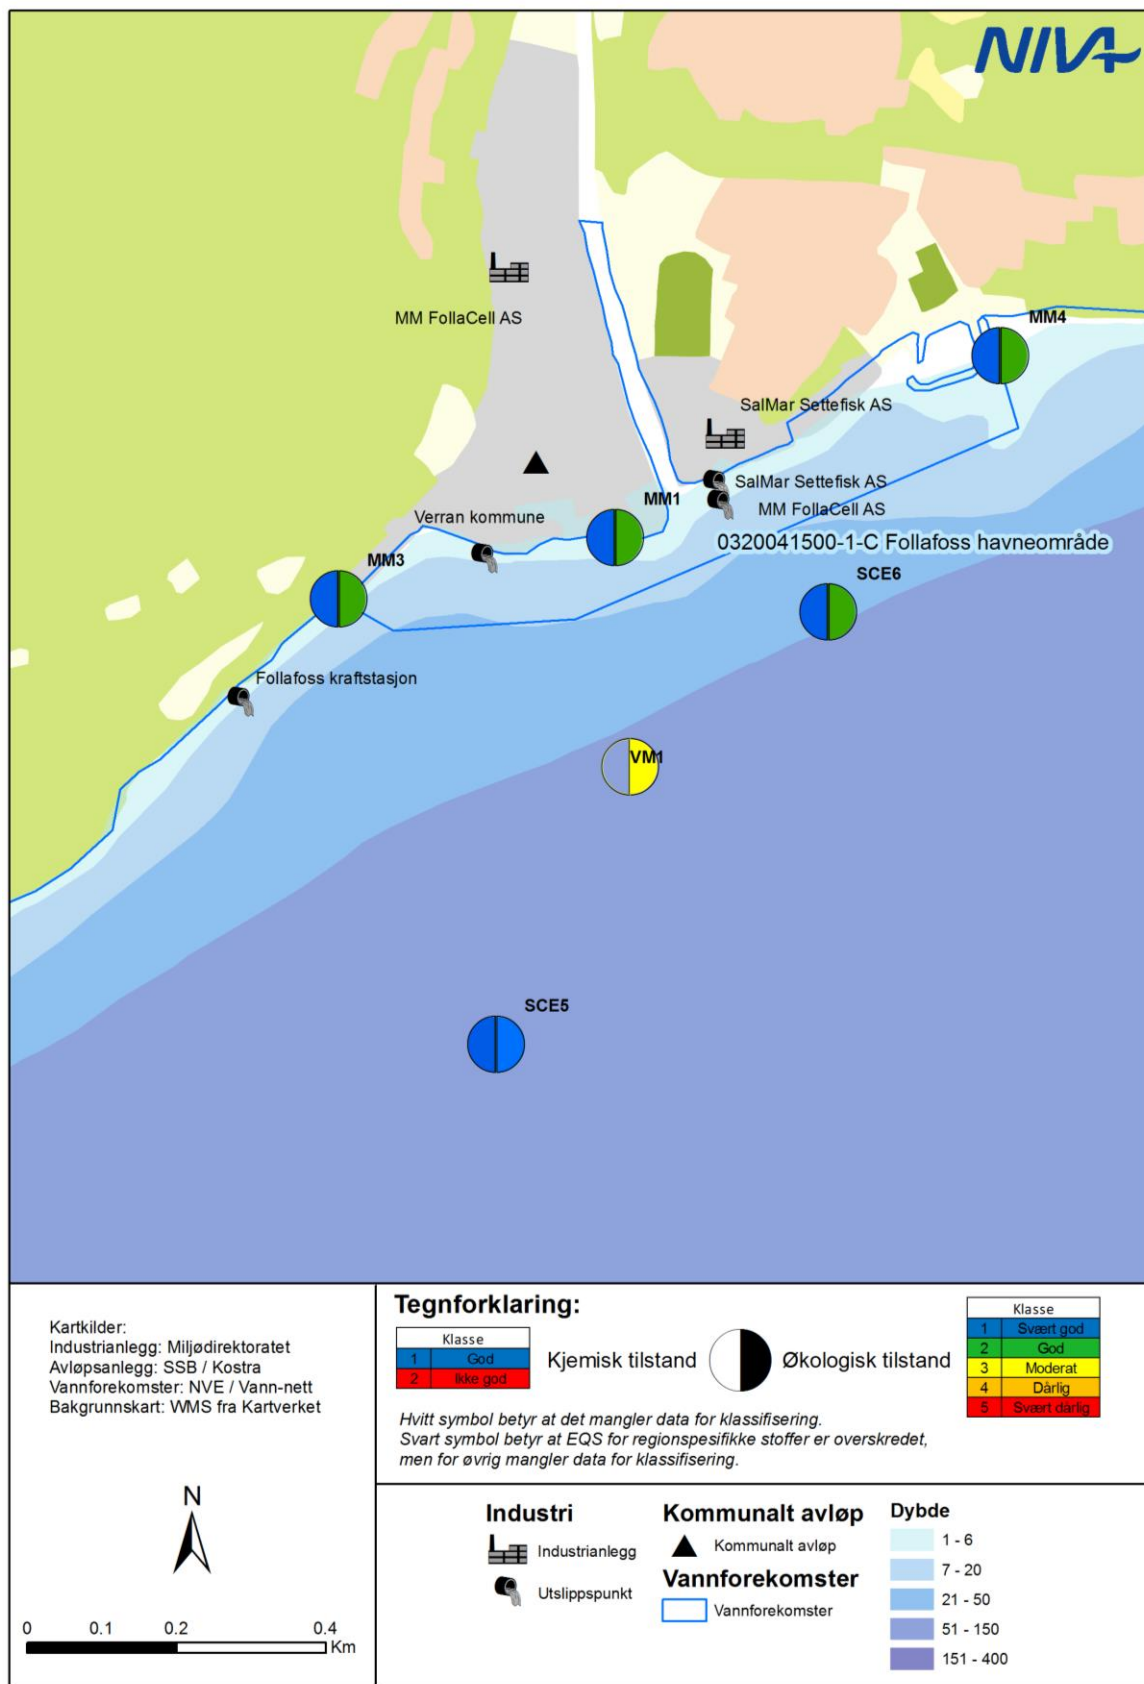 NIVA
MM FollaCell AS
MM4
SalMar Settefisk AS
SalMar Settefisk AS
MM1
MM FollaCell AS
Verran kommune
0320041500-1-C Follafoss havneområde
MM3
SCE6
Follafoss kraftstasjon
VM1
SCE5
Kartkilder:
Industrianlegg: Miljødirektoratet
Avløpsanlegg: SSB / Kostra
Vannforekomster: NVE / Vann-nett
Bakgrunnskart: WMS fra Kartverket
N
0 0.1 0.2 0.4
Km
Tegnforklaring:
Klasse
1 God
2 Ikke god
Kjemisk tilstand
Økologisk tilstand
Klasse
1 Svært god
2 God
3 Moderat
4 Dårlig
5 Svært dårlig
Hvitt symbol betyr at det mangler data for klassifisering.
Svart symbol betyr at EQS for regionspesifikke stoffer er overskredet,
men for øvrig mangler data for klassifisering.
Industri
Industrianlegg
Utslippspunkt
Kommunalt avløp
Kommunalt avløp
Vannforekomster
Vannforekomster
Dybde
1 - 6
7 - 20
21 - 50
51 - 150
151 - 400